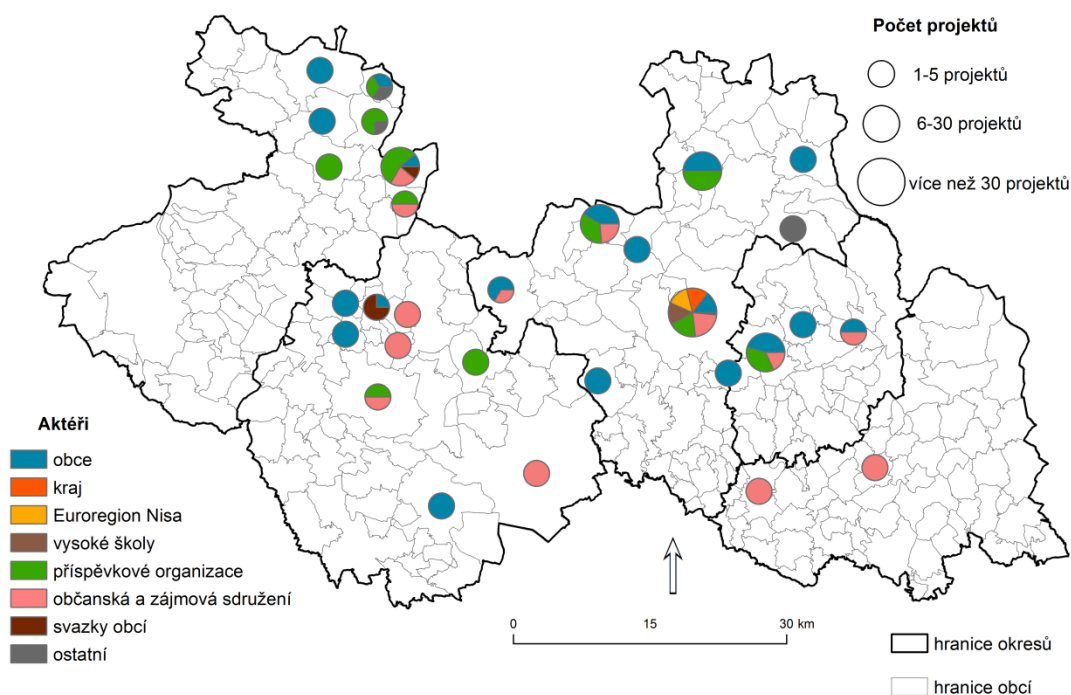 Počet projektů
1-5 projektů
6-30 projektů
více než 30 projektů
Aktéři
obce
kraj
Euroregion Nisa
vysoké školy
příspěvkové organizace
občanská a zájmová sdružení
svazky obcí
ostatní
0 15 30 km
hranice okresů
hranice obcí